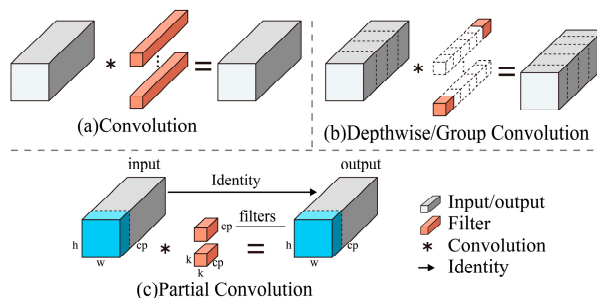 *
=
(a)Convolution
*
=
(b)Depthwise/Group Convolution
input
output
Identity
filters
h
w
cp
*
cp
k
k
cp
=
h
w
cp
(c)Partial Convolution
Input/output
Filter
* Convolution
Identity